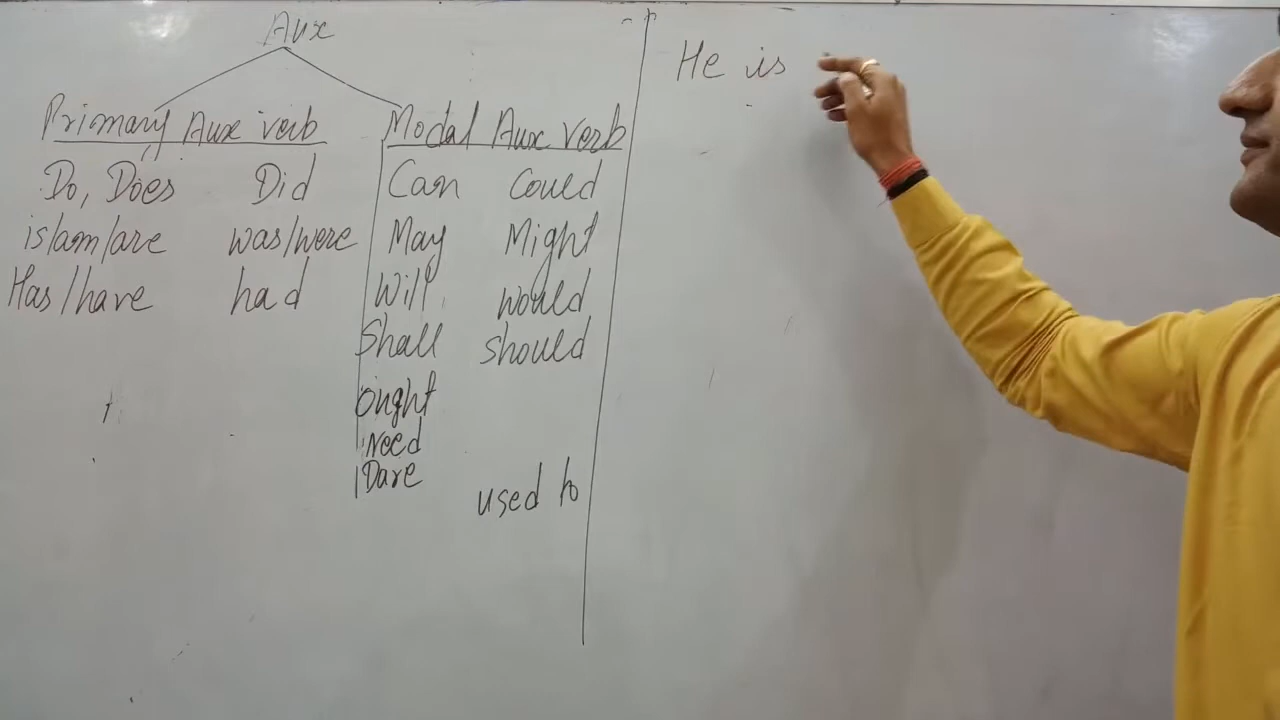 Aux
Primary Aux verb
Do, Does Did
is/am/are was/were
Has/have had
Modal Aux Verb
Can Could
May Might
Will would
Shall should
ought
Need
Dare
used to
He is